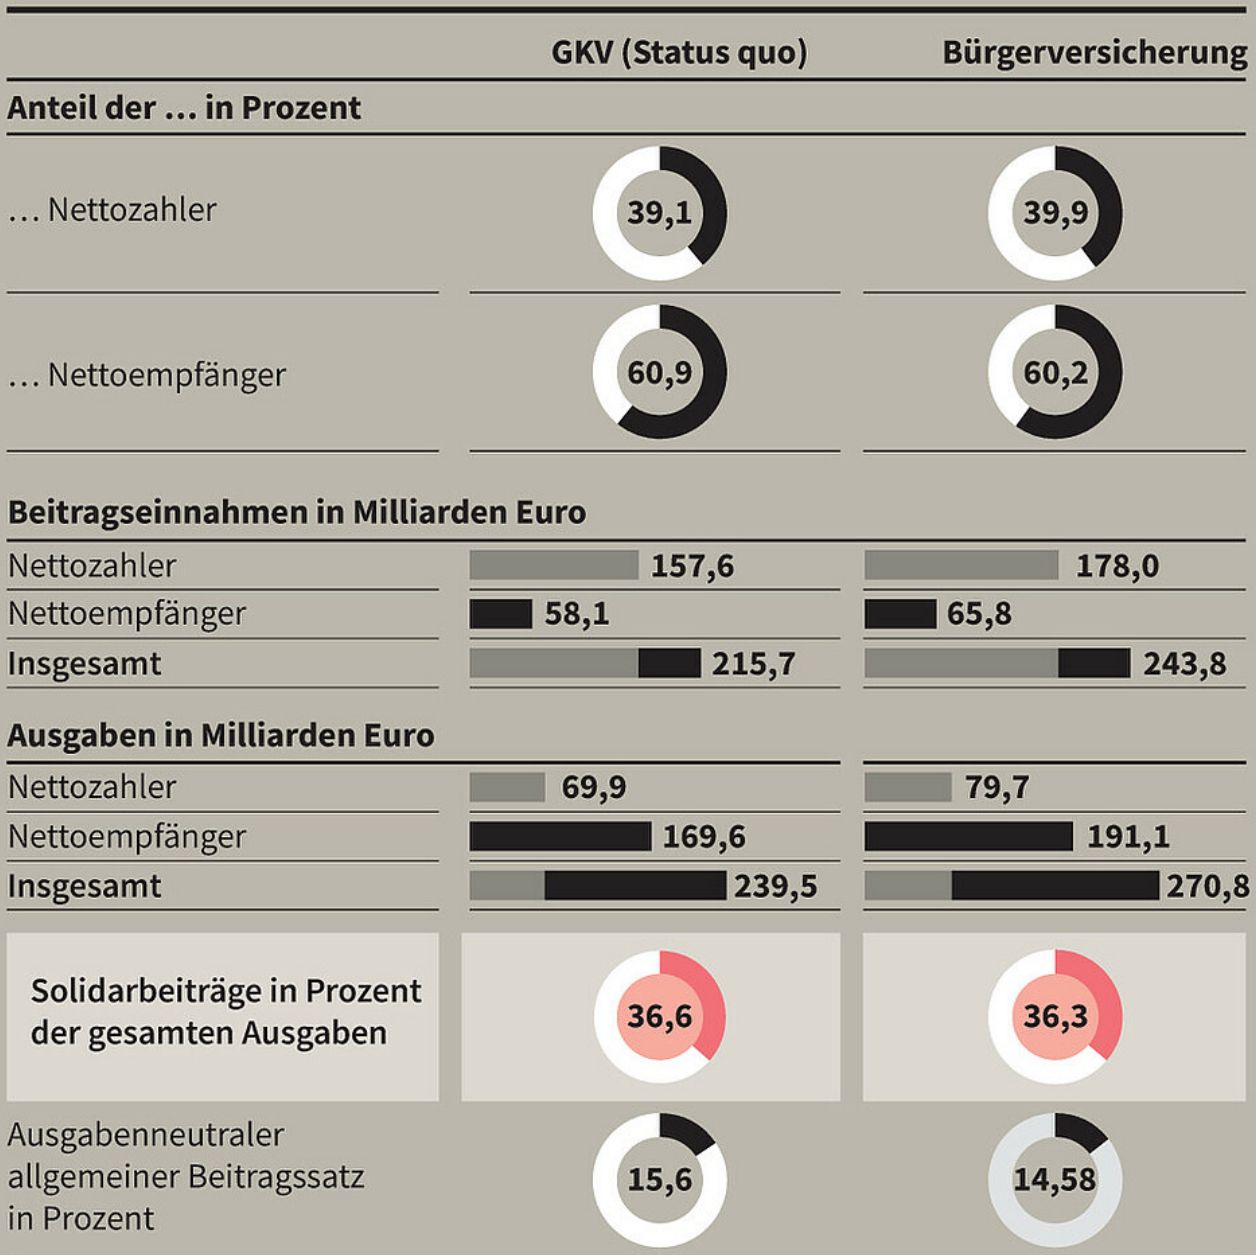 GKV (Status quo) Bürgerversicherung
Anteil der … in Prozent
… Nettozahler 39,1 39,9
… Nettoempfänger 60,9 60,2
Beitragseinnahmen in Milliarden Euro
Nettozahler 157,6 178,0
Nettoempfänger 58,1 65,8
Insgesamt 215,7 243,8
Ausgaben in Milliarden Euro
Nettozahler 69,9 79,7
Nettoempfänger 169,6 191,1
Insgesamt 239,5 270,8
Solidarbeiträge in Prozent
der gesamten Ausgaben 36,6 36,3
Ausgabenneutraler
allgemeiner Beitragssatz 15,6 14,58
in Prozent